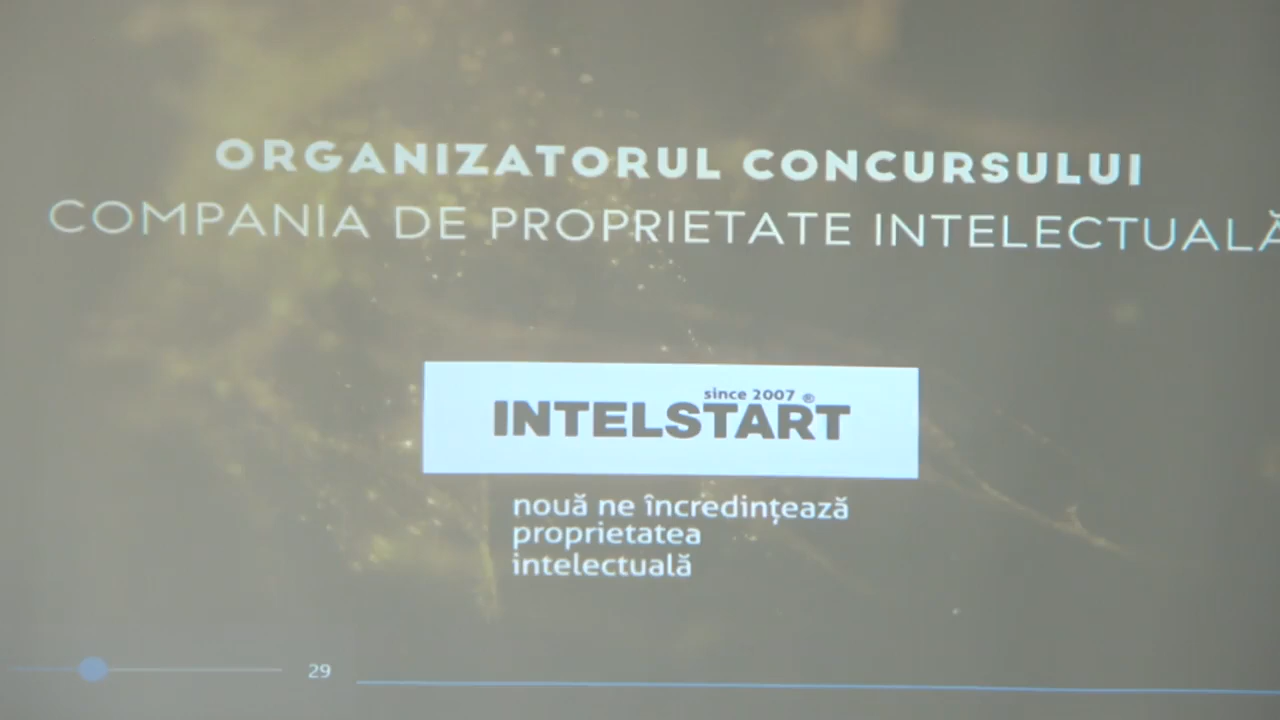 ORGANIZATORUL CONCURSULUI
COMPANIA DE PROPRIETATE INTELECTUALĂ
since 2007 ®
INTELSTART
nouă ne încredințează
proprietatea
intelectuală
29